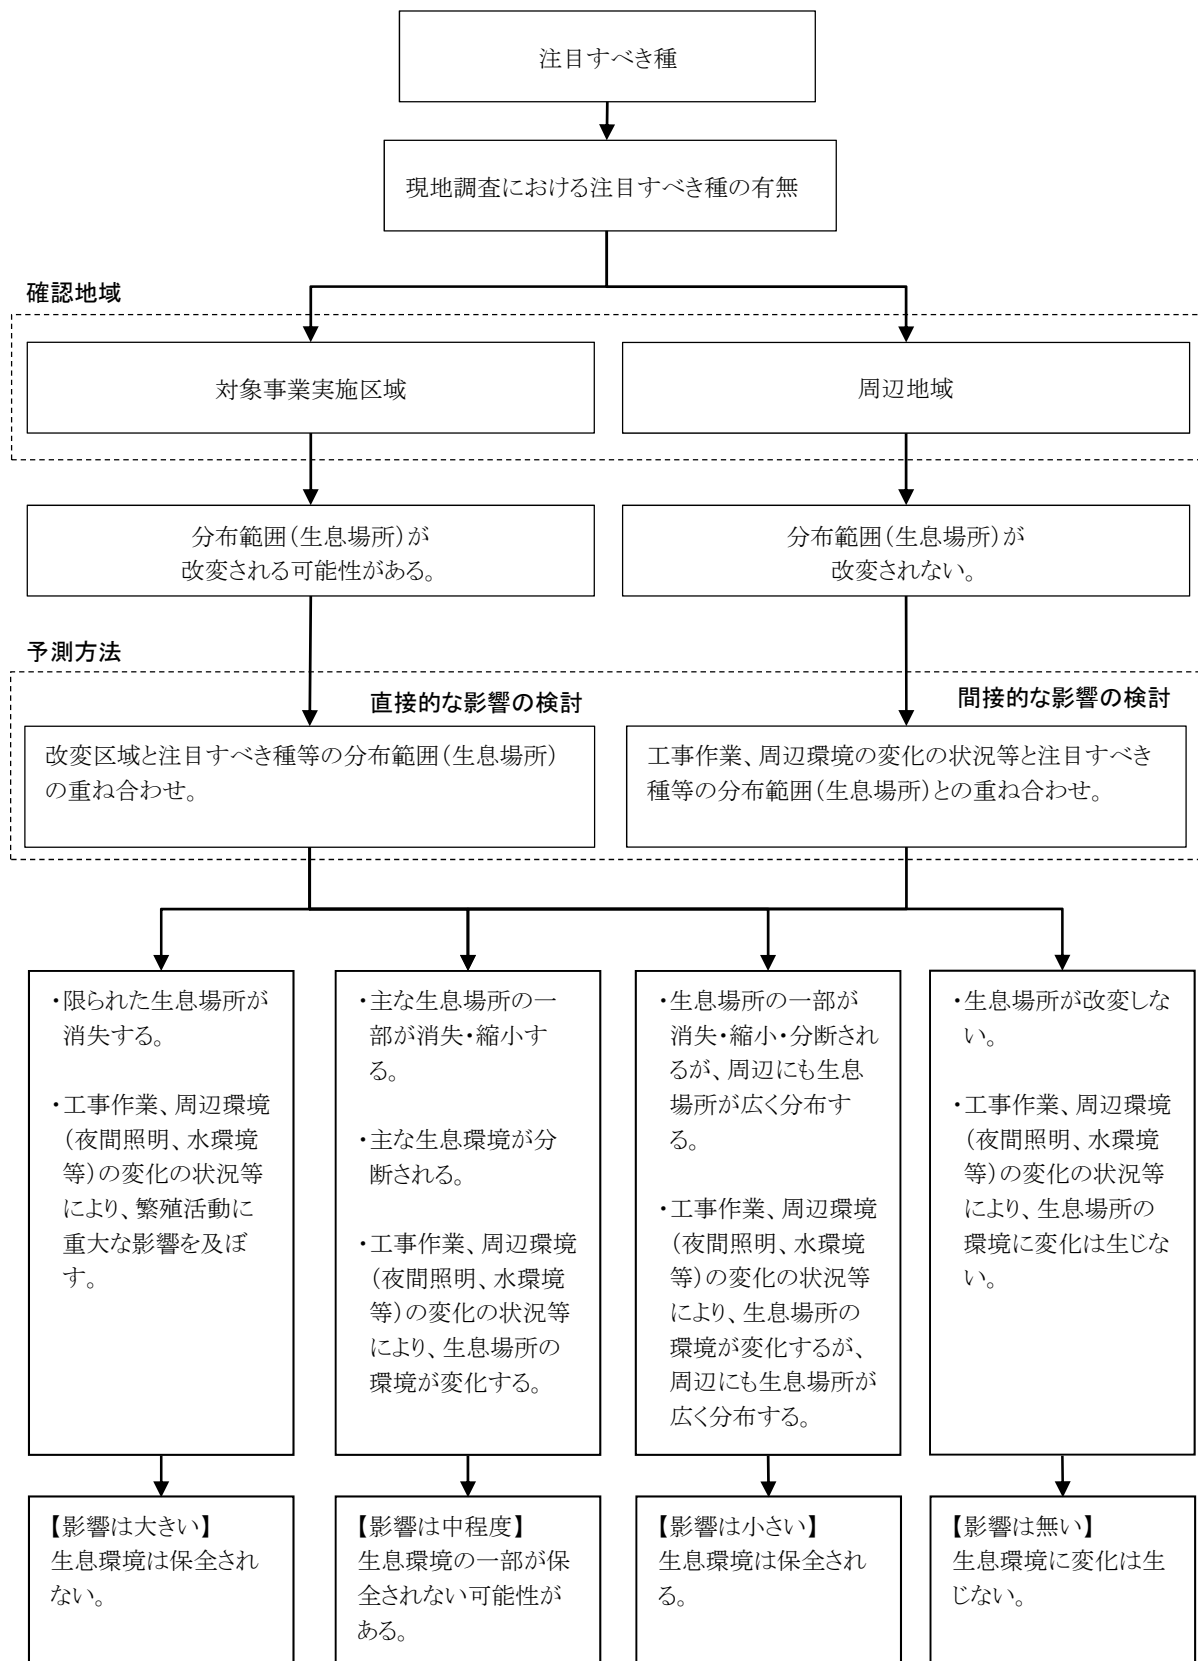 注目すべき種
現地調査における注目すべき種の有無
確認地域
対象事業実施区域
周辺地域
分布範囲(生息場所)が
改変される可能性がある。
分布範囲(生息場所)が
改変されない。
予測方法
直接的な影響の検討
間接的な影響の検討
改変区域と注目すべき種等の分布範囲(生息場所)
の重ね合わせ。
工事作業、周辺環境の変化の状況等と注目すべき
種等の分布範囲(生息場所)との重ね合わせ。
・限られた生息場所が
消失する。
・工事作業、周辺環境
(夜間照明、水環境
等)の変化の状況等
により、繁殖活動に
重大な影響を及ぼ
す。
・主な生息場所の一
部が消失・縮小す
る。
・主な生息環境が分
断される。
・工事作業、周辺環境
(夜間照明、水環境
等)の変化の状況等
により、生息場所の
環境が変化する。
・生息場所の一部が
消失・縮小・分断され
るが、周辺にも生息
場所が広く分布す
る。
・工事作業、周辺環境
(夜間照明、水環境
等)の変化の状況等
により、生息場所の
環境が変化するが、
周辺にも生息場所が
広く分布する。
・生息場所が改変しな
い。
・工事作業、周辺環境
(夜間照明、水環境
等)の変化の状況等
により、生息場所の
環境に変化は生じな
い。
【影響は大きい】
生息環境は保全され
ない。
【影響は中程度】
生息環境の一部が保
全されない可能性が
ある。
【影響は小さい】
生息環境は保全され
る。
【影響は無い】
生息環境に変化は生
じない。